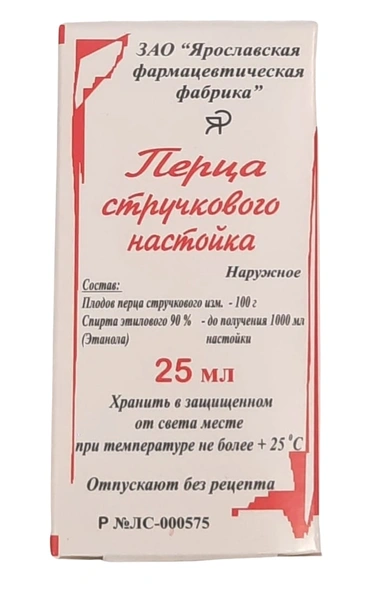 ЗАО "Ярославская
фармацевтическая
фабрика"
ЯР
Перца
стручкового
настойка
Наружное
Состав:
Плодов перца стручкового изм. - 100 г
Спирта этилового 90 % - до получения 1000 мл
(Этанола) настойки
25 мл
Хранить в защищенном
от света месте
при температуре не более + 25 °С
Отпускают без рецепта
Р №ЛС-000575